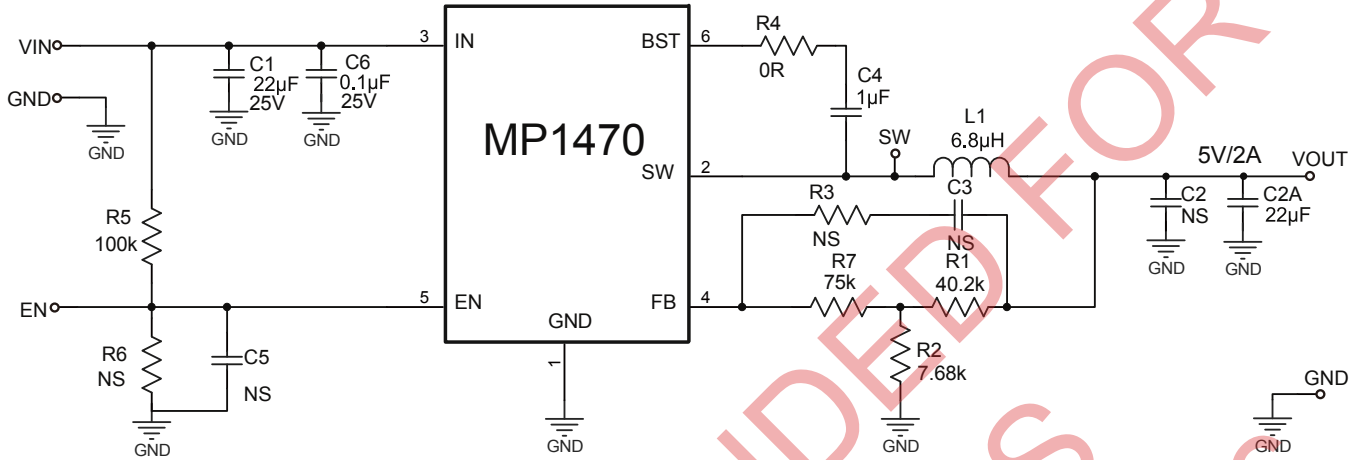 VIN
GND
GND
C1
22µF
25V
GND
C6
0.1µF
25V
GND
3
IN
MP1470
BST
6
R4
0R
C4
1µF
SW
2
SW
L1
6.8µH
5V/2A
VOUT
C2
NS
GND
C2A
22µF
GND
R3
NS
C3
NS
R5
100k
EN
5
EN
FB
4
R7
75k
R1
40.2k
R2
7.68k
GND
R6
NS
C5
NS
GND
GND
1
GND
GND
GND
NDED FOR
S